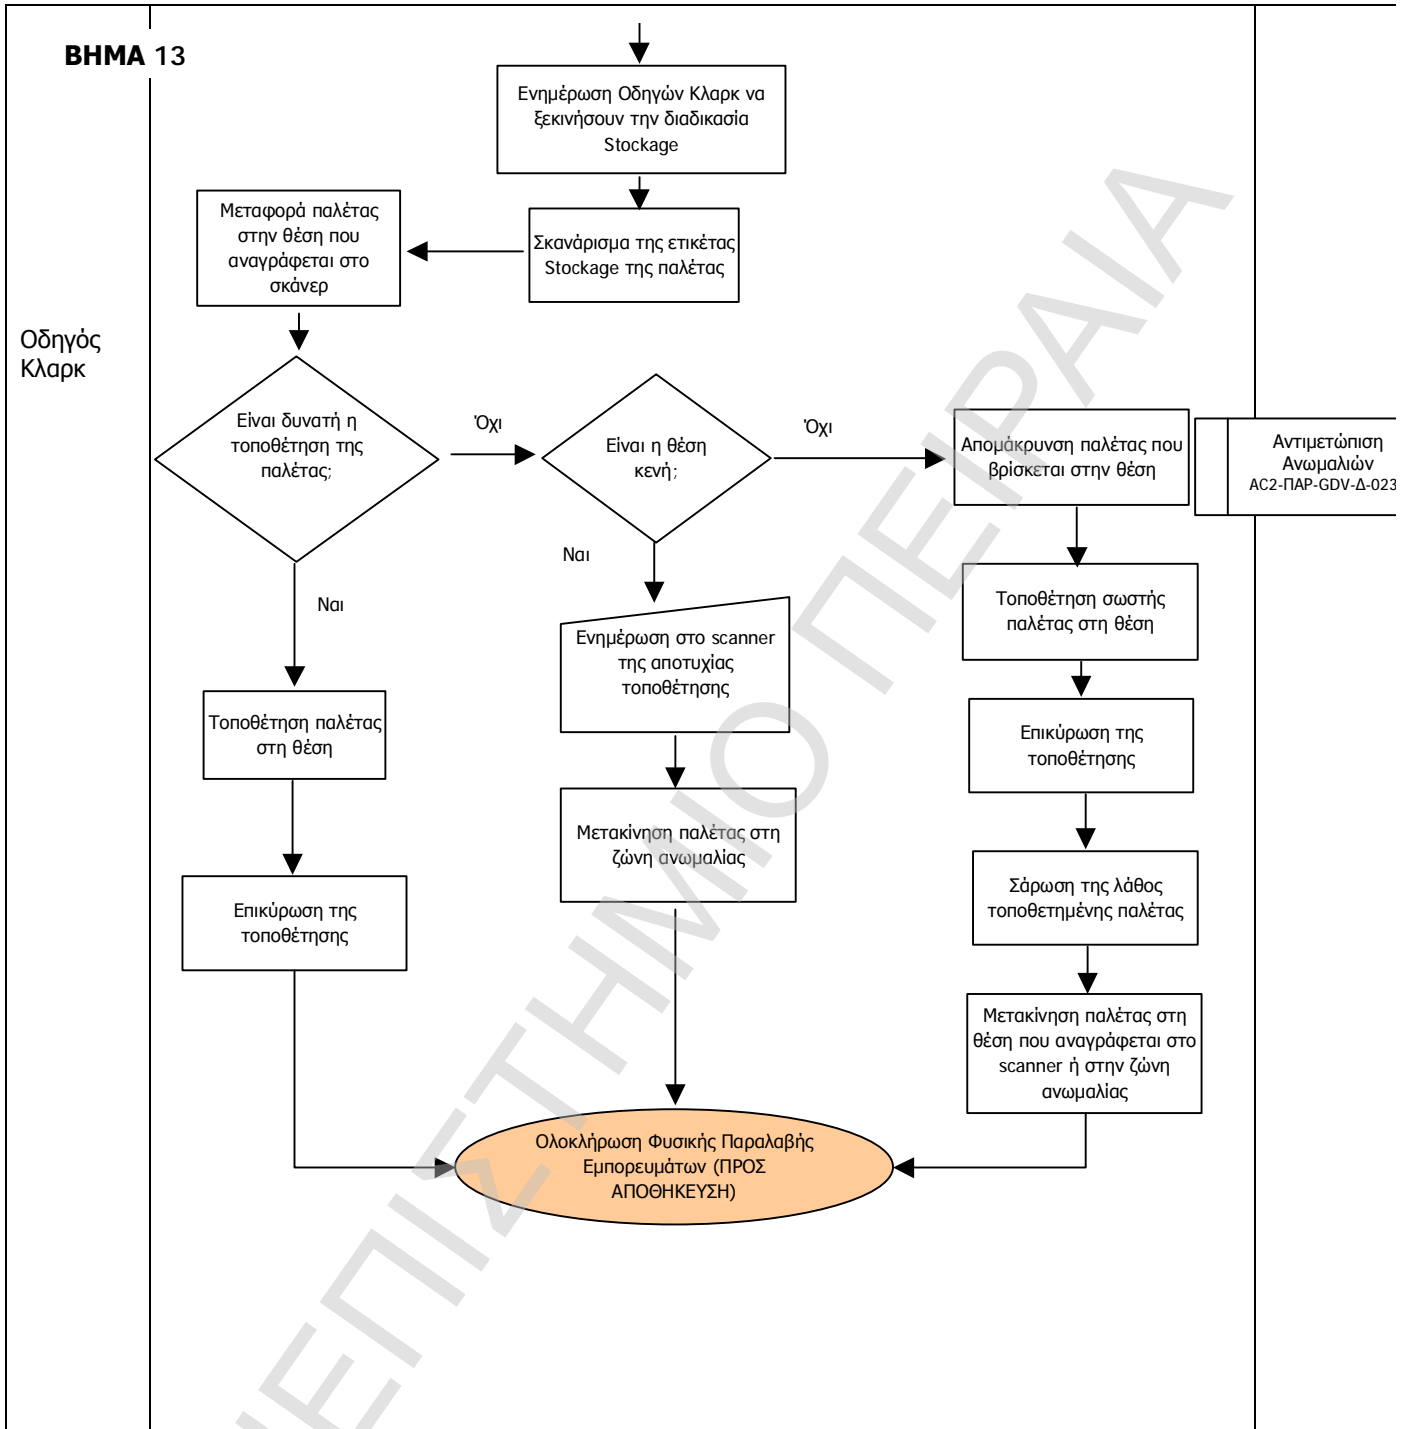 ΒΗΜΑ 13
Ενημέρωση Οδηγών Κλαρκ να
ξεκινήσουν την διαδικασία
Stockage
Μεταφορά παλέτας
στην θέση που
αναγράφεται στο
σκάνερ
Σκανάρισμα της ετικέτας
Stockage της παλέτας
Οδηγός
Κλαρκ
Είναι δυνατή η
τοποθέτηση της
παλέτας;
Όχι
Είναι η θέση
κενή;
Όχι
Απομάκρυνση παλέτας που
βρίσκεται στην θέση
Αντιμετώπιση
Ανωμαλιών
AC2-ΠΑΡ-GDV-Δ-023
Ναι
Ναι
Ενημέρωση στο scanner
της αποτυχίας
τοποθέτησης
Τοποθέτηση σωστής
παλέτας στη θέση
Τοποθέτηση παλέτας
στη θέση
Επικύρωση της
τοποθέτησης
Μετακίνηση παλέτας στη
ζώνη ανωμαλίας
Σάρωση της λάθος
τοποθετημένης παλέτας
Επικύρωση της
τοποθέτησης
Μετακίνηση παλέτας στη
θέση που αναγράφεται στο
scanner ή στην ζώνη
ανωμαλίας
Ολοκλήρωση Φυσικής Παραλαβής
Εμπορευμάτων (ΠΡΟΣ
ΑΠΟΘΗΚΕΥΣΗ)
ΝΕΠΙΣΤΗΜΙΟ ΠΕΙΡΑΙΑ